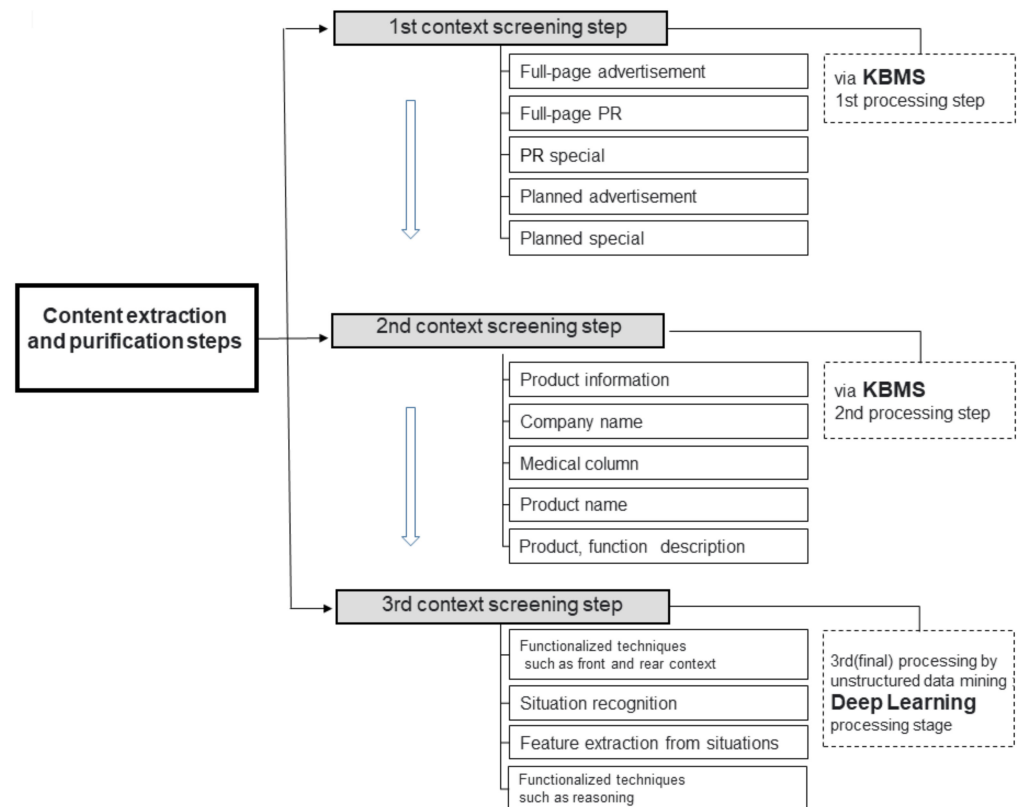 1st context screening step
Full-page advertisement
Full-page PR
PR special
Planned advertisement
Planned special
via KBMS
1st processing step
Content extraction
and purification steps
2nd context screening step
Product information
Company name
Medical column
Product name
Product, function description
via KBMS
2nd processing step
3rd context screening step
Functionalized techniques
such as front and rear context
Situation recognition
Feature extraction from situations
Functionalized techniques
such as reasoning
3rd(final) processing by
unstructured data mining
Deep Learning
processing stage